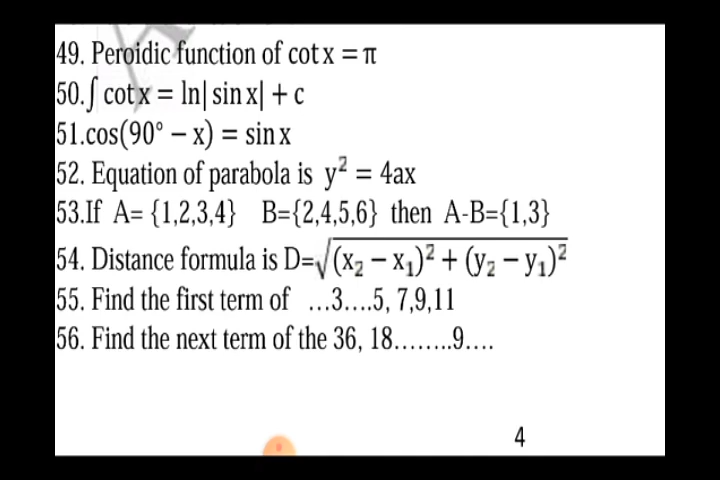 49. Peroidic function of cot x = π
50.∫ cot x = ln| sin x| + c
51.cos(90° − x) = sin x
52. Equation of parabola is y² = 4ax
53.If A= {1,2,3,4} B={2,4,5,6} then A-B={1,3}
54. Distance formula is D=√(x₂ − x₁)² + (y₂ − y₁)²
55. Find the first term of ...3....5, 7,9,11
56. Find the next term of the 36, 18........9....
4